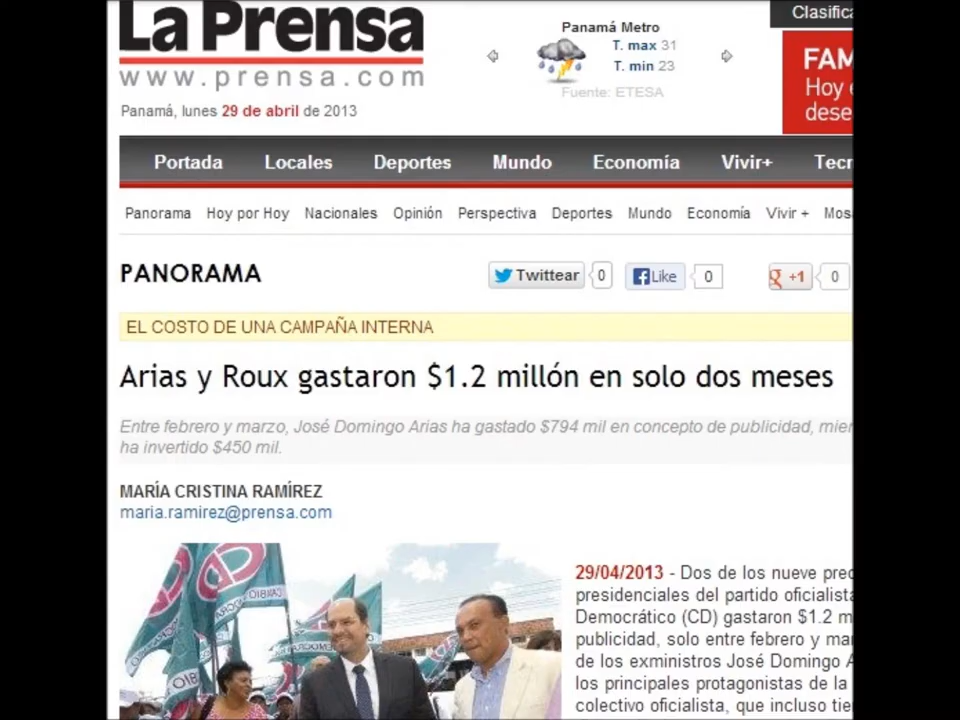 La Prensa
www.prensa.com
Panamá, lunes 29 de abril de 2013
Panamá Metro
T. max 31
T. min 23
Fuente: ETESA
Clasifica
FAM
Hoy
dese
Portada Locales Deportes Mundo Economía Vivir+ Tecn
Panorama Hoy por Hoy Nacionales Opinión Perspectiva Deportes Mundo Economía Vivir + Mos
PANORAMA
Twittear 0 Like 0 +1 0
EL COSTO DE UNA CAMPAÑA INTERNA
Arias y Roux gastaron $1.2 millón en solo dos meses
Entre febrero y marzo, José Domingo Arias ha gastado $794 mil en concepto de publicidad, mien
ha invertido $450 mil.
MARÍA CRISTINA RAMÍREZ
maria.ramirez@prensa.com
29/04/2013 - Dos de los nueve prec
presidenciales del partido oficialista
Democrático (CD) gastaron $1.2 m
publicidad, solo entre febrero y mar
de los exministros José Domingo A
los principales protagonistas de la
colectivo oficialista, que incluso tie
CAMBIO